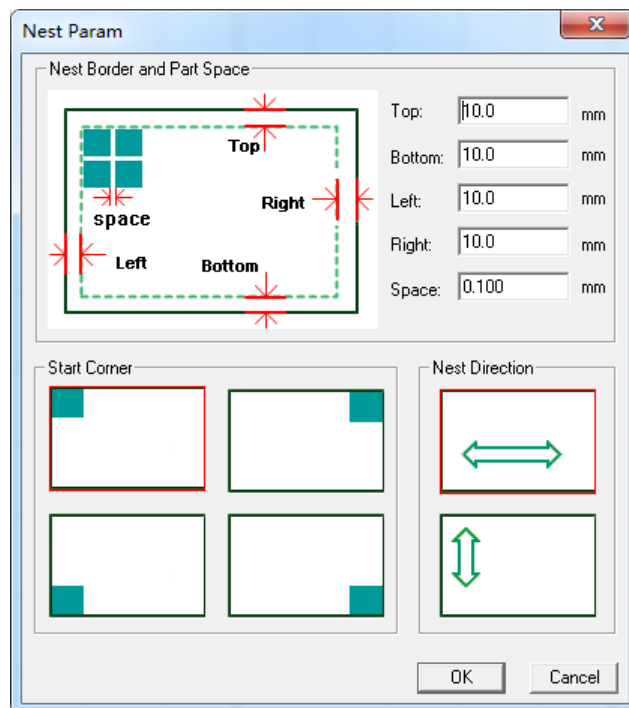 Nest Param
Nest Border and Part Space
Top
space
Right
Left
Bottom
Top: 10.0 mm
Bottom: 10.0 mm
Left: 10.0 mm
Right: 10.0 mm
Space: 0.100 mm
Start Corner
Nest Direction
OK
Cancel